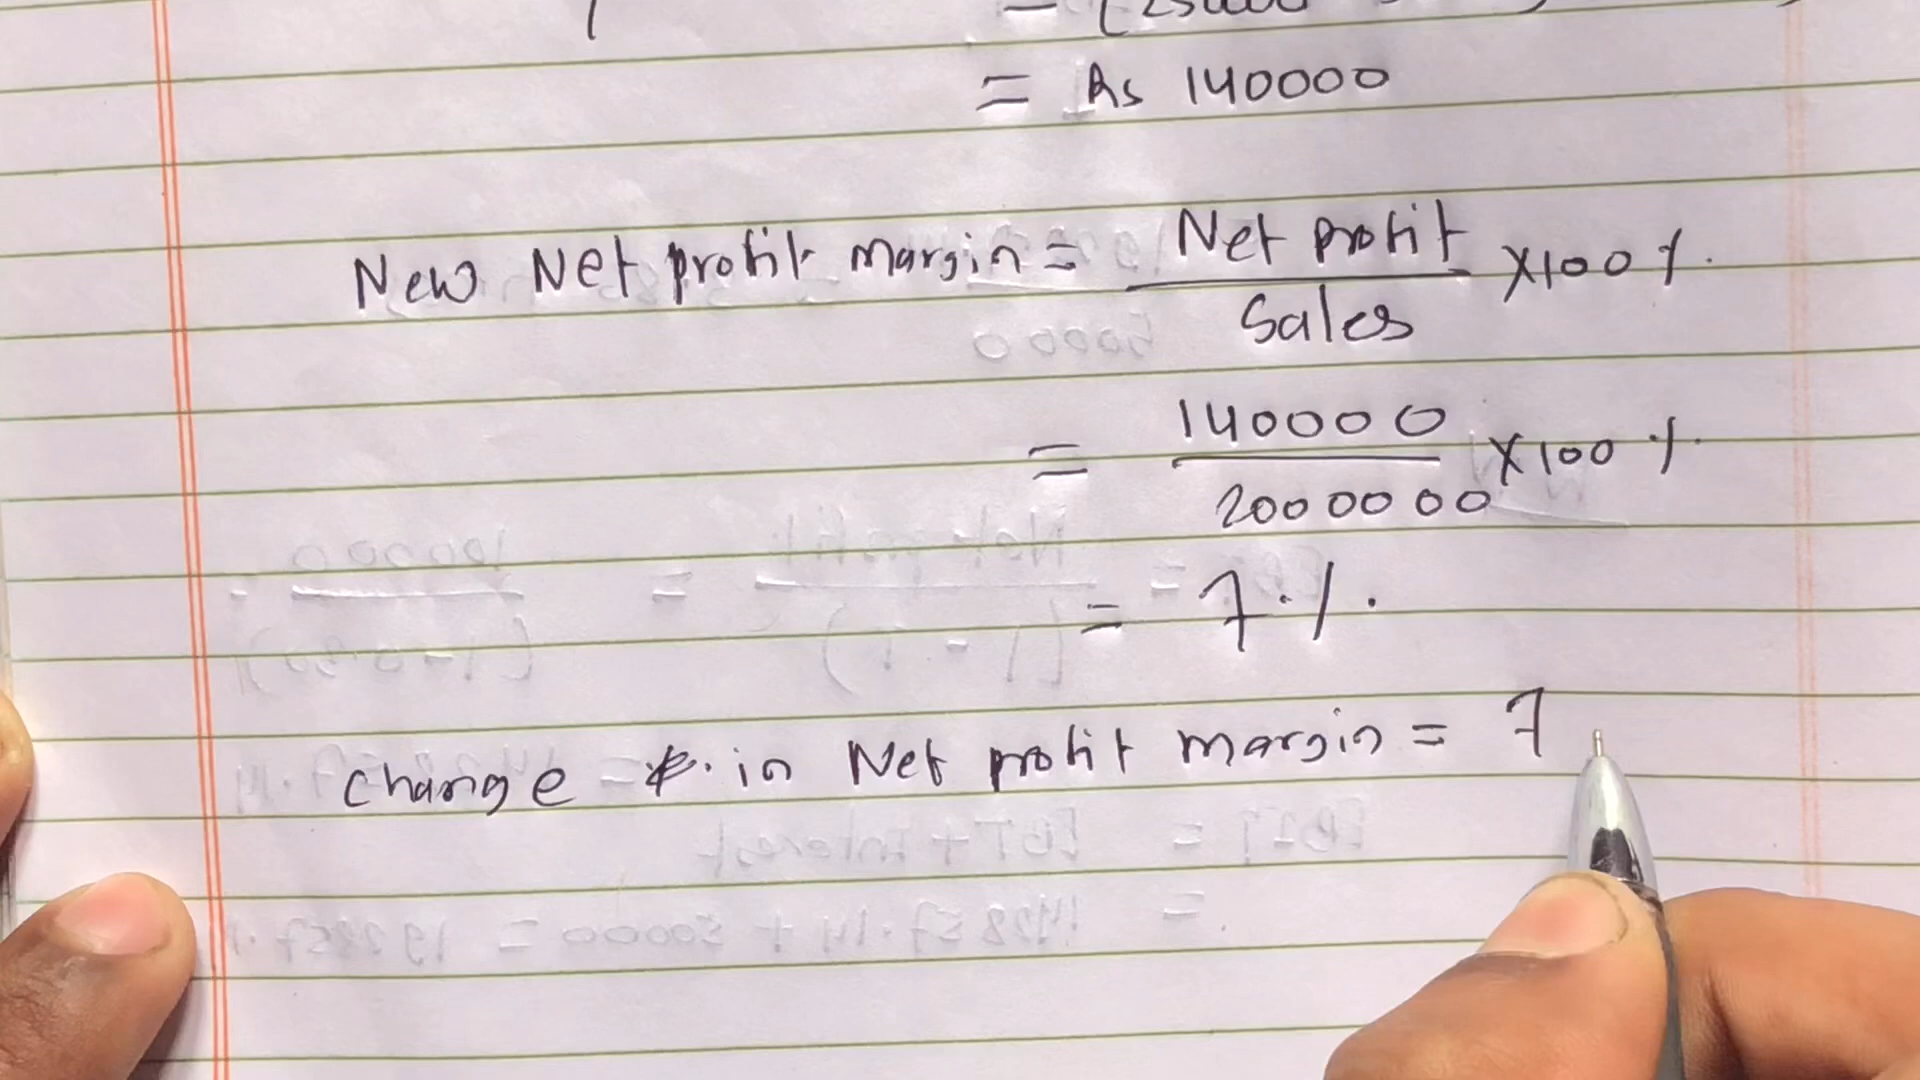 = (25000
= Rs 140000
New Net profit margin = Net profit / Sales X100 %.
= 140000 / 2000000 X100 %.
= 7.%.
change in Net profit margin = 7